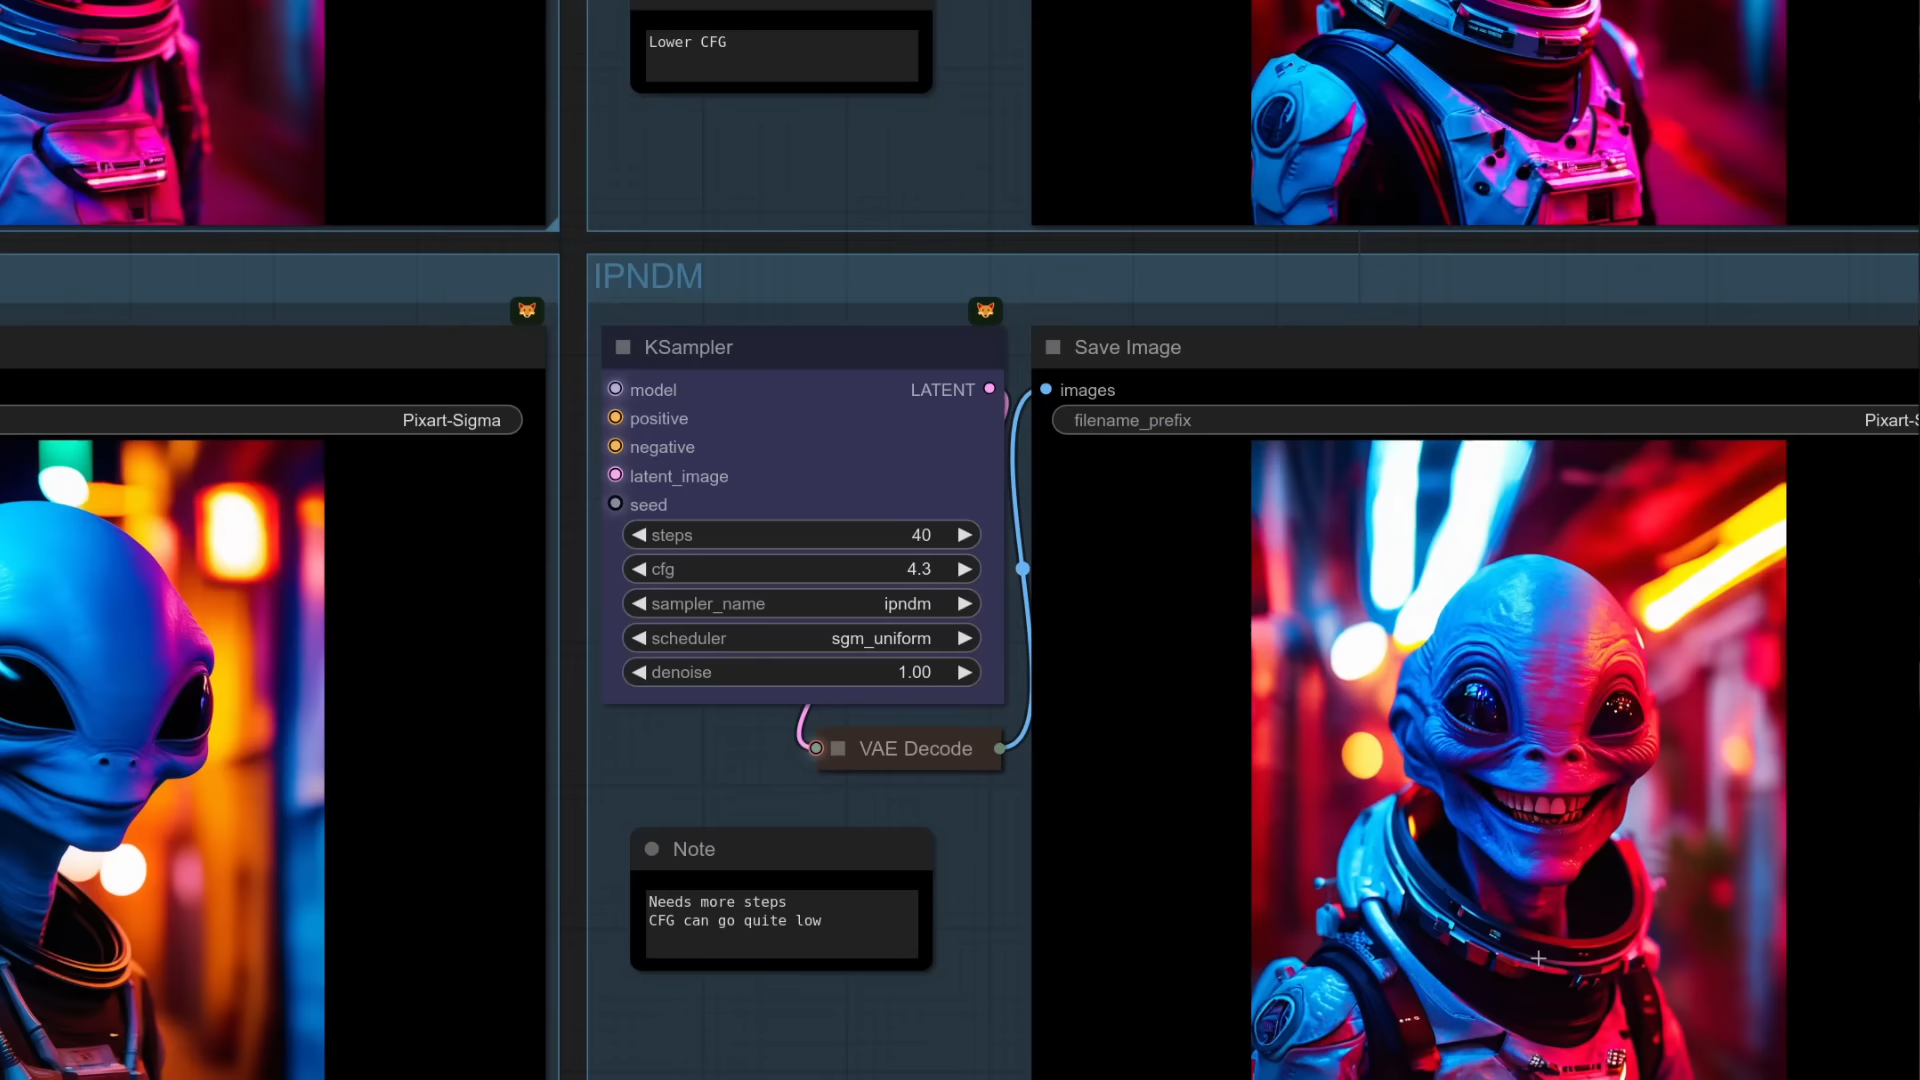 Lower CFG
IPNDM
KSampler
model
LATENT
positive
negative
latent_image
seed
steps 40
cfg 4.3
sampler_name ipndm
scheduler sgm_uniform
denoise 1.00
VAE Decode
Note
Needs more steps
CFG can go quite low
Pixart-Sigma
Save Image
images
filename_prefix Pixart-S